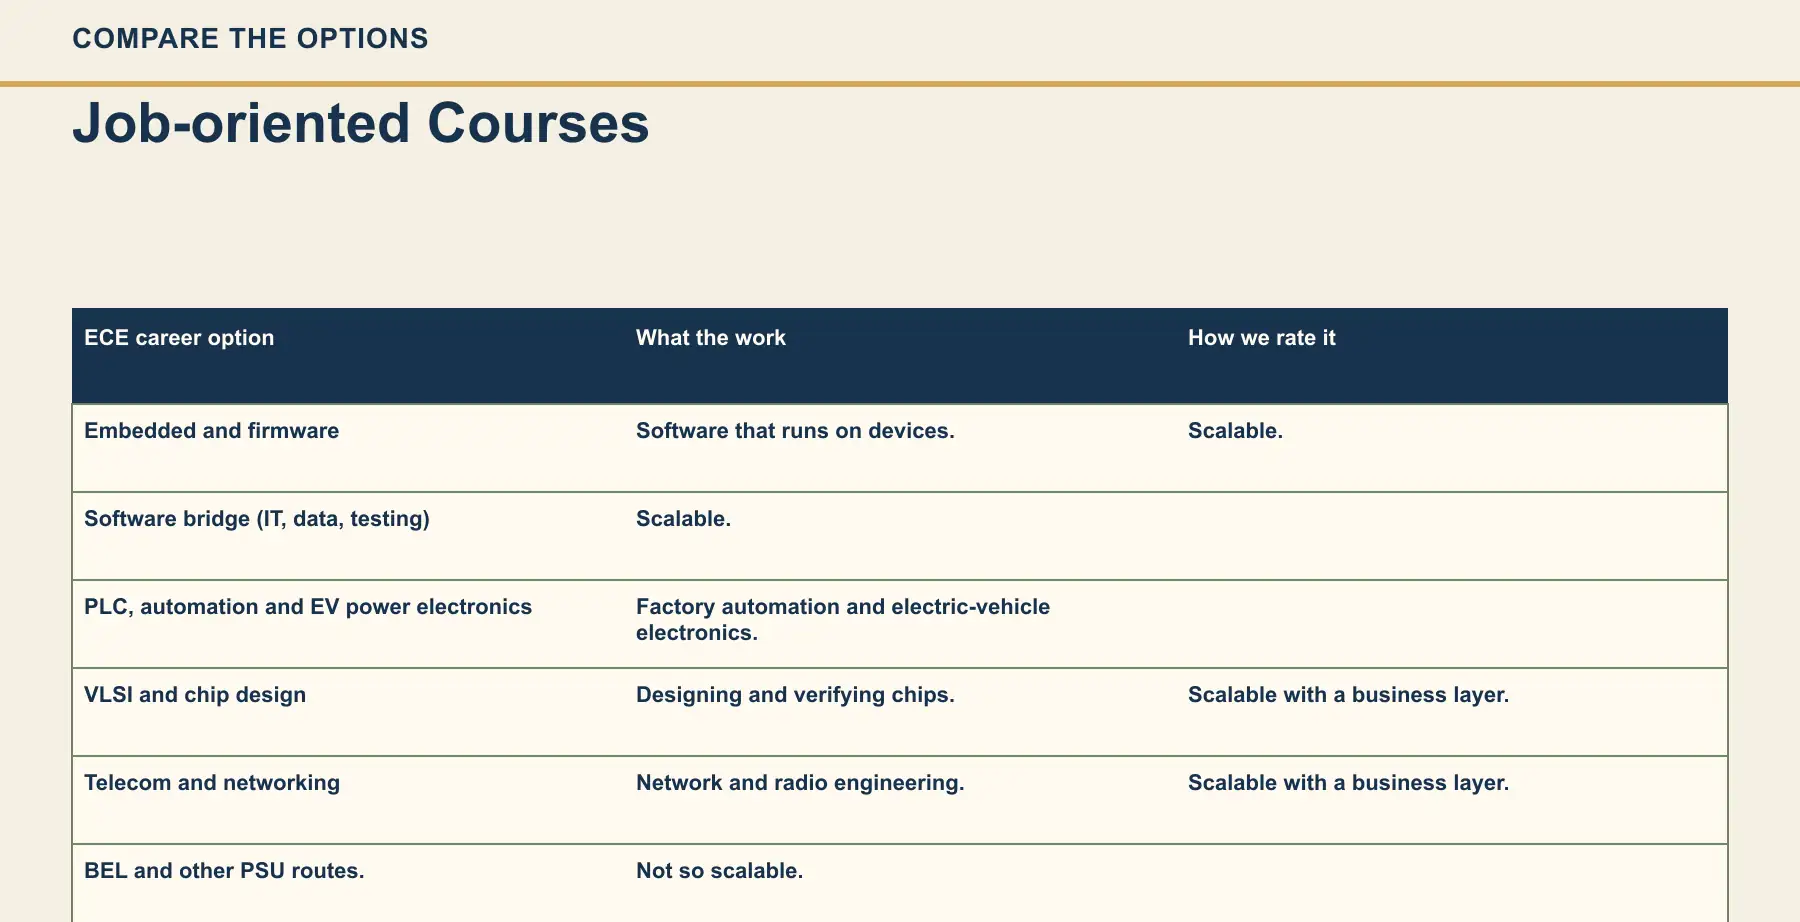 COMPARE THE OPTIONS
Job-oriented Courses
ECE career option What the work How we rate it
Embedded and firmware Software that runs on devices. Scalable.
Software bridge (IT, data, testing) Scalable.
PLC, automation and EV power electronics Factory automation and electric-vehicle
electronics.
VLSI and chip design Designing and verifying chips. Scalable with a business layer.
Telecom and networking Network and radio engineering. Scalable with a business layer.
BEL and other PSU routes. Not so scalable.